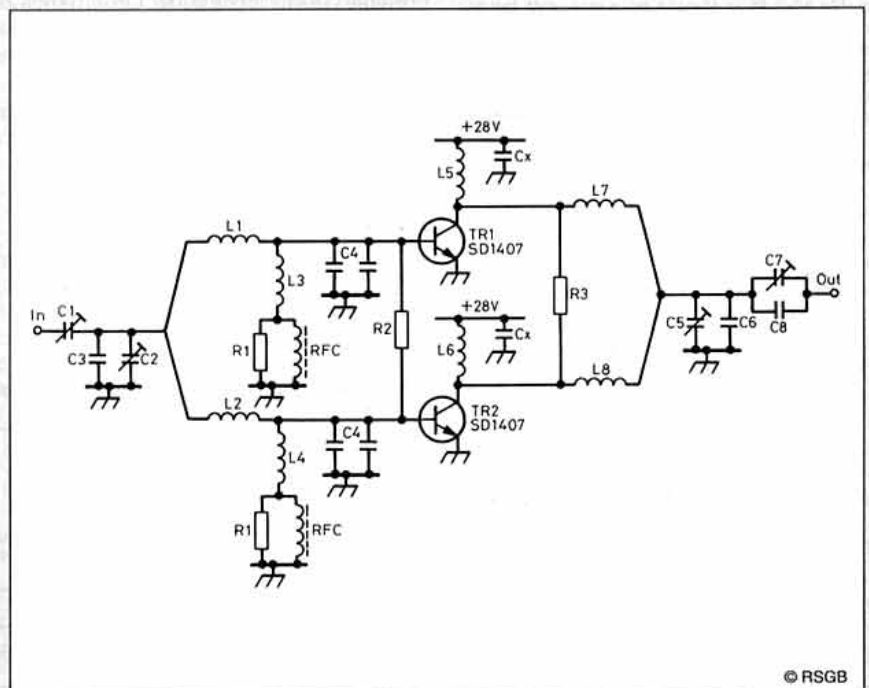 +28V
Cx
L5
L1
L7
TR1
SD1407
C4
L3
C7
In
C1
Out
+28V
R2
R3
Cx
C8
C3
C2
R1
RFC
L6
C5
C6
L2
L8
TR2
SD1407
C4
L4
R1
RFC
© RSGB